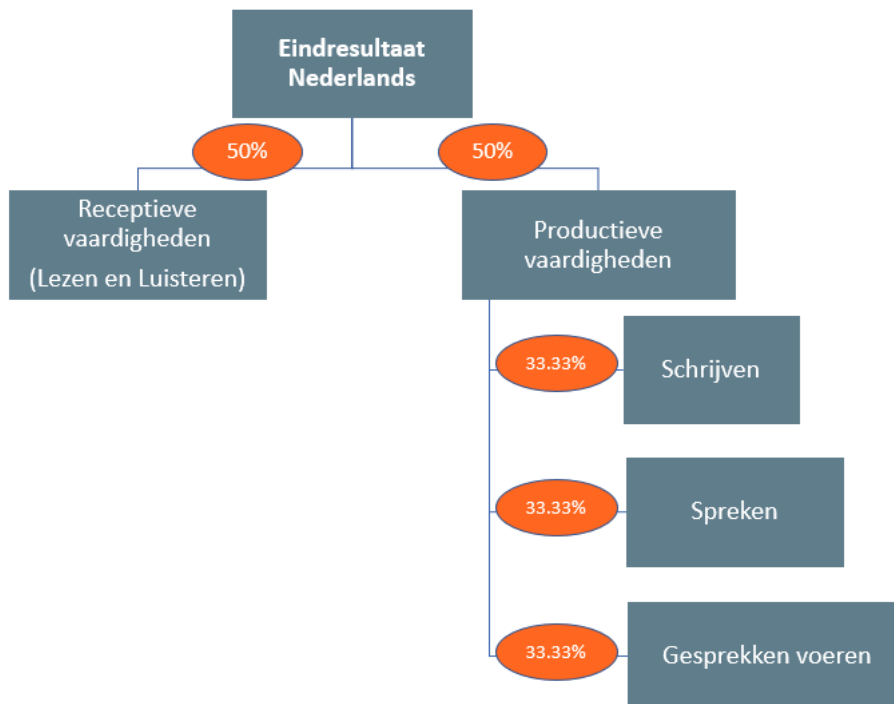 Eindresultaat
Nederlands
50%
50%
Receptieve
vaardigheden
(Lezen en Luisteren)
Productieve
vaardigheden
33.33%
Schrijven
33.33%
Spreken
33.33%
Gesprekken voeren